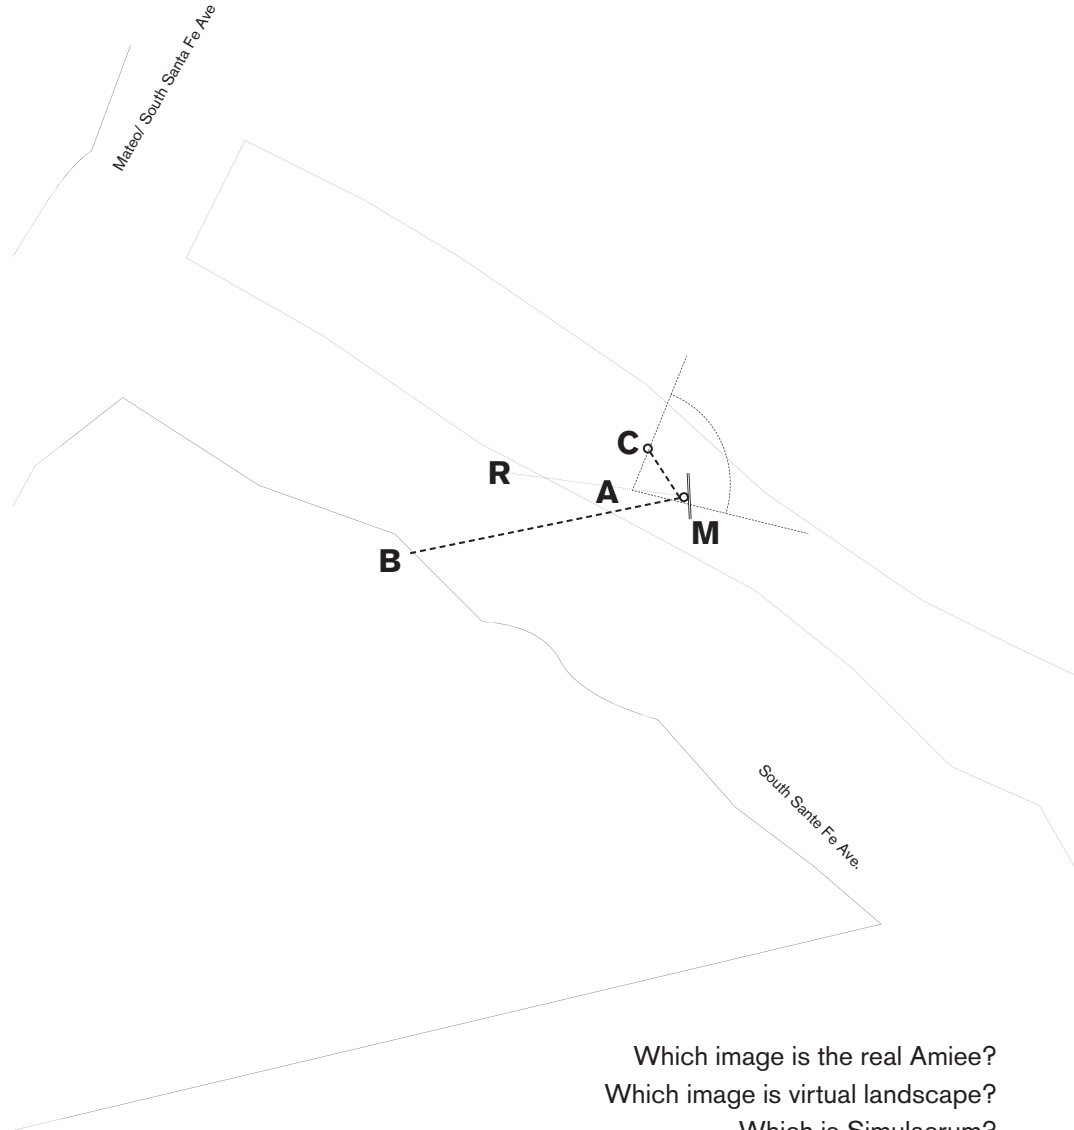 Mateo/ South Santa Fe Ave
C
R
A
M
B
South Sante Fe Ave.
Which image is the real Amiee?
Which image is virtual landscape?
Which is Simulacrum?